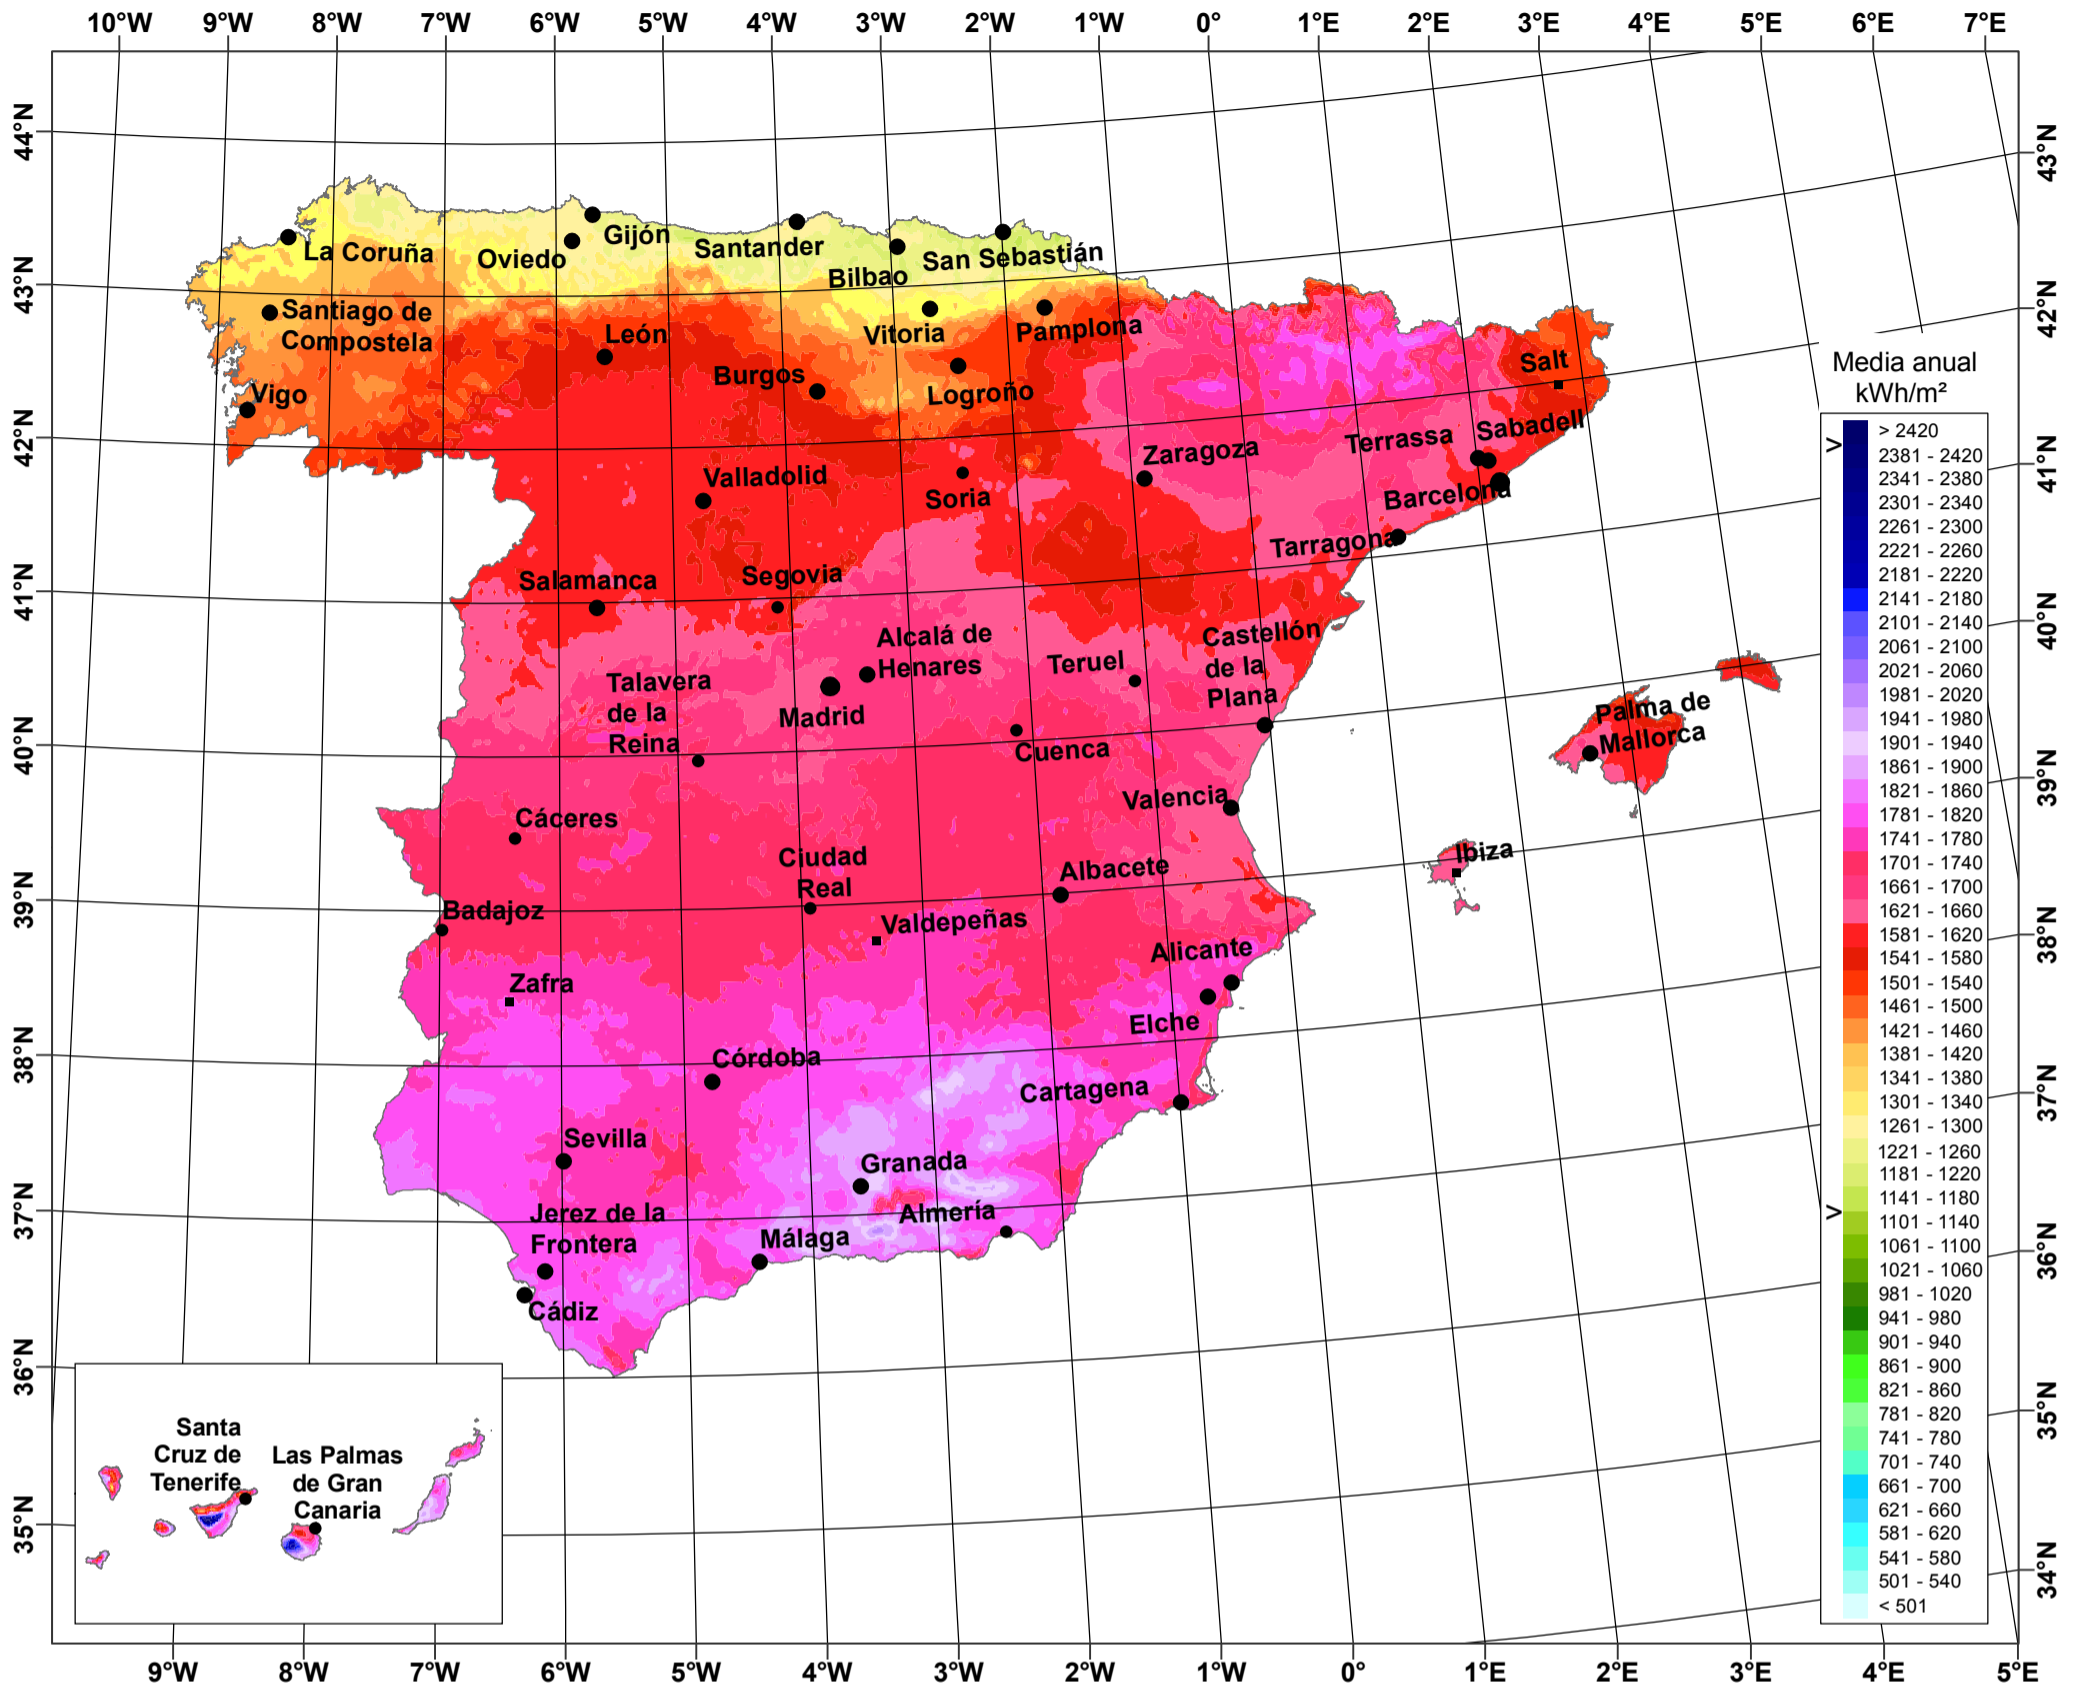 10°W 9°W 8°W 7°W 6°W 5°W 4°W 3°W 2°W 1°W 0° 1°E 2°E 3°E 4°E 5°E 6°E 7°E
44°N
43°N
42°N
41°N
40°N
39°N
38°N
37°N
36°N
35°N
La Coruña
Oviedo
Gijón
Santander
Bilbao
San Sebastián
Santiago de
Compostela
León
Vitoria
Pamplona
Vigo
Burgos
Logroño
Salt
Sabadell
Terrassa
Zaragoza
Valladolid
Soria
Barcelona
Tarragona
Salamanca
Segovia
Alcalá de
Henares
Madrid
Teruel
Castellón
de la
Plana
Talavera
de la
Reina
Cuenca
Palma de
Mallorca
Valencia
Cáceres
Ciudad
Real
Albacete
Ibiza
Badajoz
Valdepeñas
Alicante
Zafra
Elche
Córdoba
Cartagena
Sevilla
Granada
Almería
Jerez de la
Frontera
Málaga
Cádiz
Santa
Cruz de
Tenerife
Las Palmas
de Gran
Canaria
Media anual
kWh/m²
>
>
> 2420
2381 - 2420
2341 - 2380
2301 - 2340
2261 - 2300
2221 - 2260
2181 - 2220
2141 - 2180
2101 - 2140
2061 - 2100
2021 - 2060
1981 - 2020
1941 - 1980
1901 - 1940
1861 - 1900
1821 - 1860
1781 - 1820
1741 - 1780
1701 - 1740
1661 - 1700
1621 - 1660
1581 - 1620
1541 - 1580
1501 - 1540
1461 - 1500
1421 - 1460
1381 - 1420
1341 - 1380
1301 - 1340
1261 - 1300
1221 - 1260
1181 - 1220
1141 - 1180
1101 - 1140
1061 - 1100
1021 - 1060
981 - 1020
941 - 980
901 - 940
861 - 900
821 - 860
781 - 820
741 - 780
701 - 740
661 - 700
621 - 660
581 - 620
541 - 580
501 - 540
< 501
43°N
42°N
41°N
40°N
39°N
38°N
37°N
36°N
35°N
34°N
9°W 8°W 7°W 6°W 5°W 4°W 3°W 2°W 1°W 0° 1°E 2°E 3°E 4°E 5°E